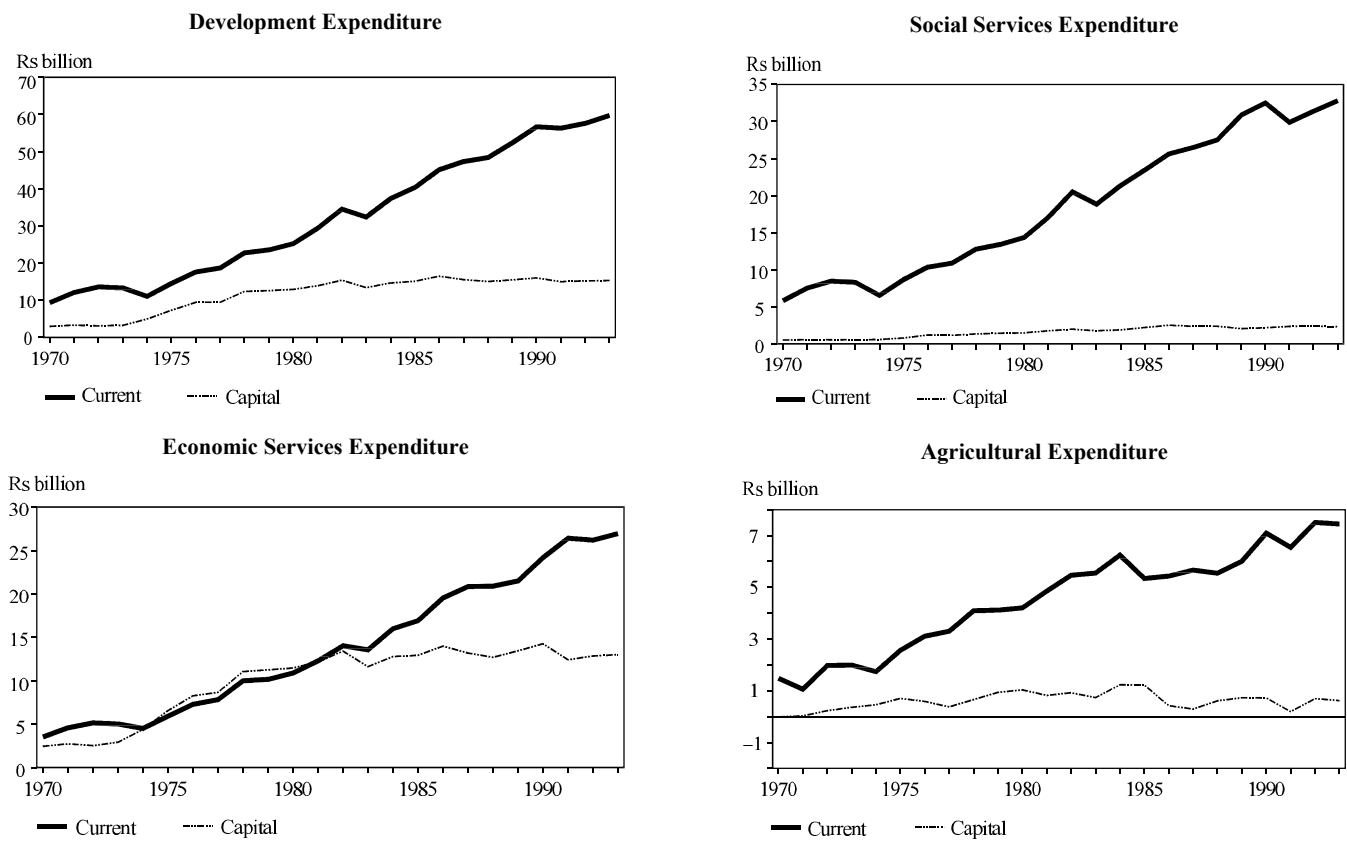 Development Expenditure
Rs billion
70
60
50
40
30
20
10
0
1970 1975 1980 1985 1990
Current Capital
Social Services Expenditure
Rs billion
35
30
25
20
15
10
5
0
1970 1975 1980 1985 1990
Current Capital
Economic Services Expenditure
Rs billion
30
25
20
15
10
5
0
1970 1975 1980 1985 1990
Current Capital
Agricultural Expenditure
Rs billion
7
5
3
1
–1
1970 1975 1980 1985 1990
Current Capital